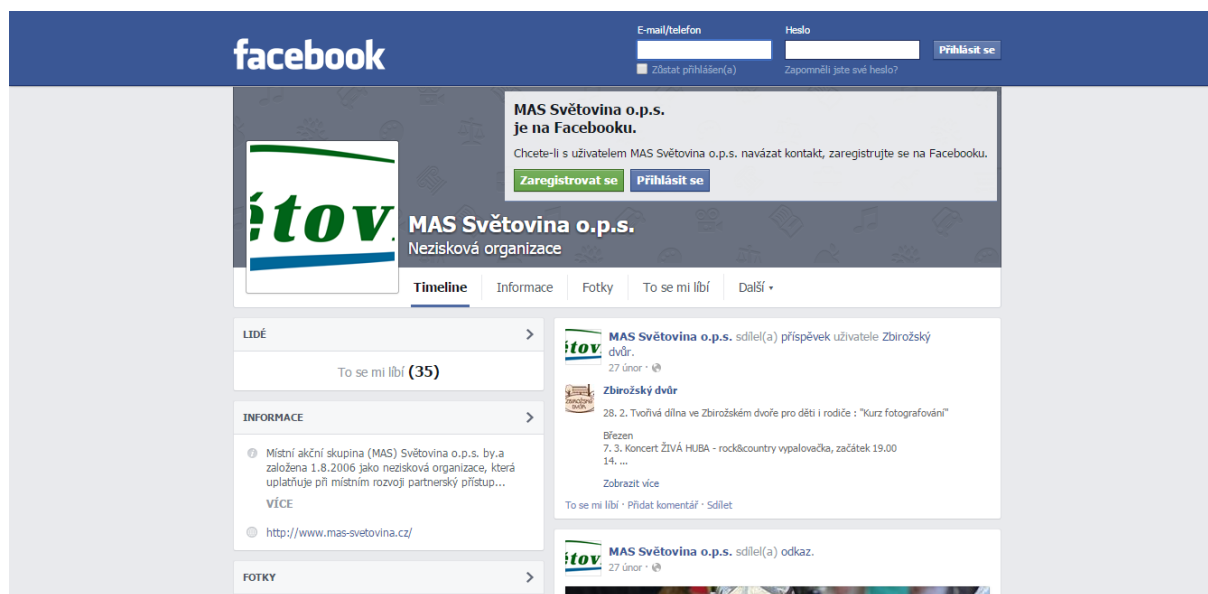 facebook
E-mail/telefon
Heslo
Přihlásit se
Zůstat přihlášen(a)
Zapomněli jste své heslo?
MAS Světovina o.p.s.
je na Facebooku.
Chcete-li s uživatelem MAS Světovina o.p.s. navázat kontakt, zaregistrujte se na Facebooku.
Zaregistrovat se
Přihlásit se
ětov
MAS Světovina o.p.s.
Nezisková organizace
Timeline
Informace
Fotky
To se mi líbí
Další
LIDÉ
To se mi líbí (35)
INFORMACE
Místní akční skupina (MAS) Světovina o.p.s. by.a
založena 1.8.2006 jako nezisková organizace, která
uplatňuje při místním rozvoji partnerský přístup...
VÍCE
http://www.mas-svetovina.cz/
FOTKY
ětov
MAS Světovina o.p.s. sdílel(a) příspěvek uživatele Zbirožský
dvůr.
27 únor ·
ZBIROŽSKÝ
DVŮR
Zbirožský dvůr
28. 2. Tvořivá dílna ve Zbirožském dvoře pro děti i rodiče : "Kurz fotografování"
Březen
7. 3. Koncert ŽIVÁ HUBA - rock&country vypalovačka, začátek 19.00
14. ...
Zobrazit více
To se mi líbí · Přidat komentář · Sdílet
ětov
MAS Světovina o.p.s. sdílel(a) odkaz.
27 únor ·